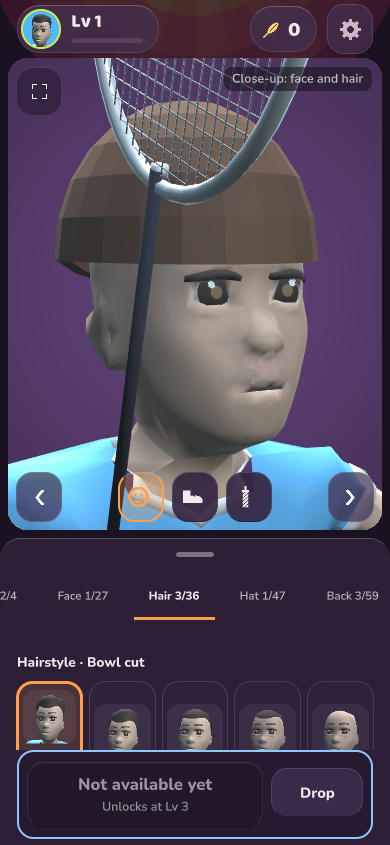 Lv 1
0
Close-up: face and hair
2/4
Face 1/27
Hair 3/36
Hat 1/47
Back 3/59
Hairstyle · Bowl cut
Not available yet
Unlocks at Lv 3
Drop